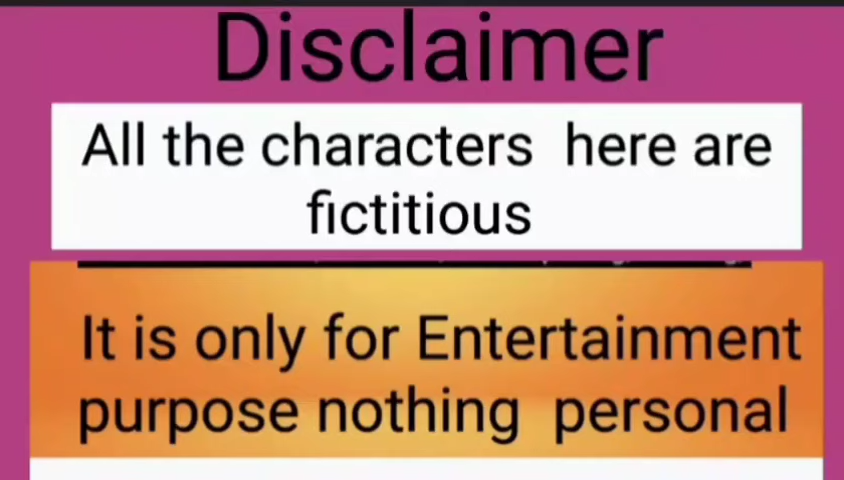 Disclaimer
All the characters here are
fictitious
It is only for Entertainment
purpose nothing personal